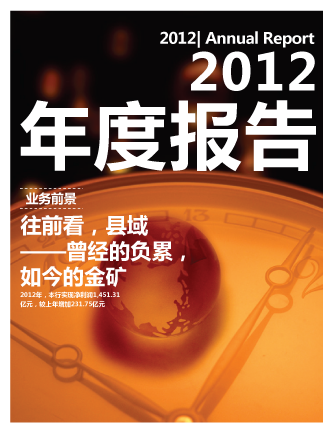 2012| Annual Report
2012
年度报告
业务前景
往前看，县域
——曾经的负累，
如今的金矿
2012年，本行实现净利润1,451.31
亿元，较上年增加231.75亿元